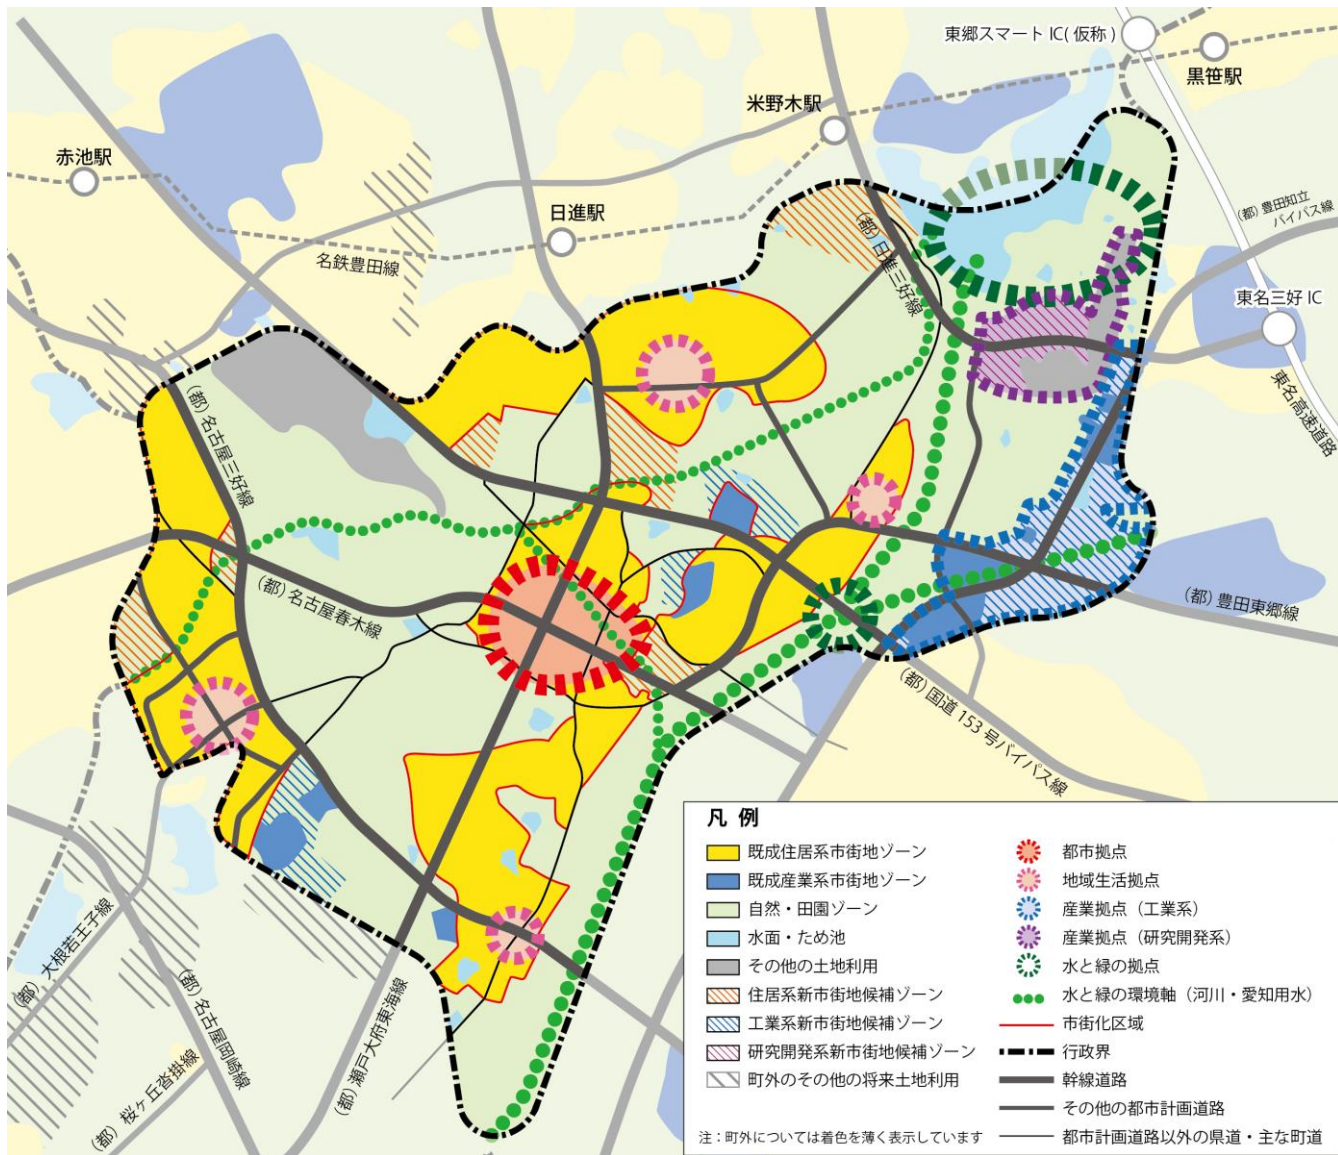 東郷スマートIC(仮称)
黒笹駅
米野木駅
赤池駅
日進駅
(都)豊田知立
バイパス線
(都)日進三好線
名鉄豊田線
東名三好IC
東名高速道路
(都)名古屋三好線
(都)名古屋春木線
(都)豊田東郷線
(都)国道153号バイパス線
(都)大根若王子線
(都)名古屋岡崎線
(都)桜ヶ丘沓掛線
(都)瀬戸大府東海線
凡 例
既成住居系市街地ゾーン
既成産業系市街地ゾーン
自然・田園ゾーン
水面・ため池
その他の土地利用
住居系新市街地候補ゾーン
工業系新市街地候補ゾーン
研究開発系新市街地候補ゾーン
町外のその他の将来土地利用
注:町外については着色を薄く表示しています
都市拠点
地域生活拠点
産業拠点(工業系)
産業拠点(研究開発系)
水と緑の拠点
水と緑の環境軸(河川・愛知用水)
市街化区域
行政界
幹線道路
その他の都市計画道路
都市計画道路以外の県道・主な町道